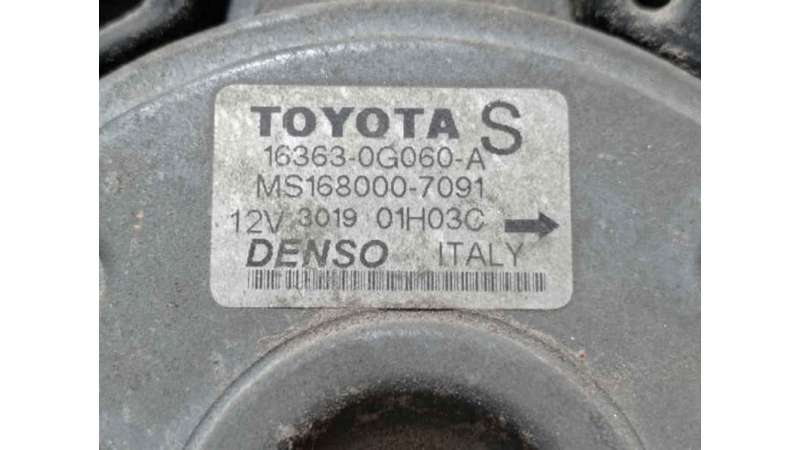 TOYOTA S
16363-0G060-A
MS168000-7091
12V 3019 01H03C
DENSO ITALY